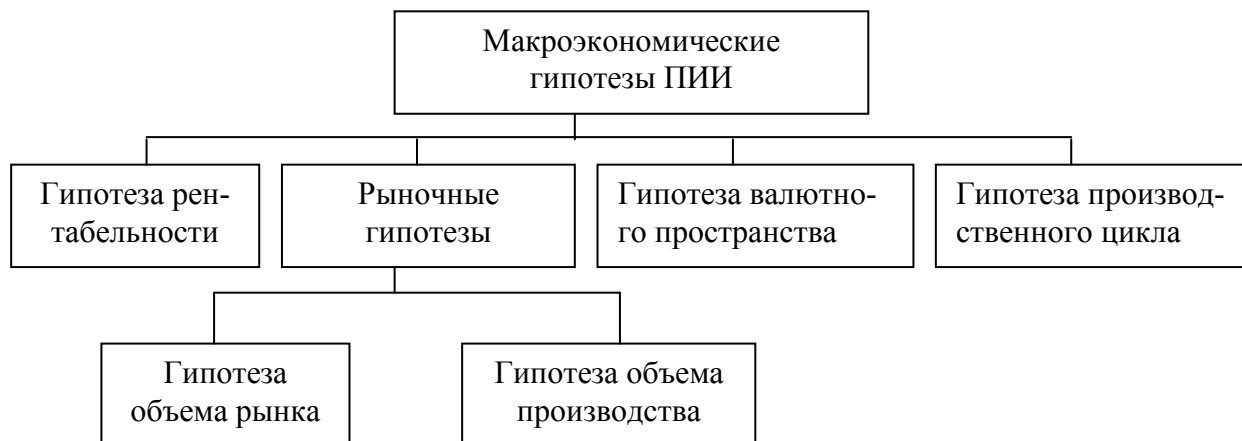 Макроэкономические
гипотезы ПИИ
Гипотеза рен-
табельности
Рыночные
гипотезы
Гипотеза валютно-
го пространства
Гипотеза производ-
ственного цикла
Гипотеза
объема рынка
Гипотеза объема
производства